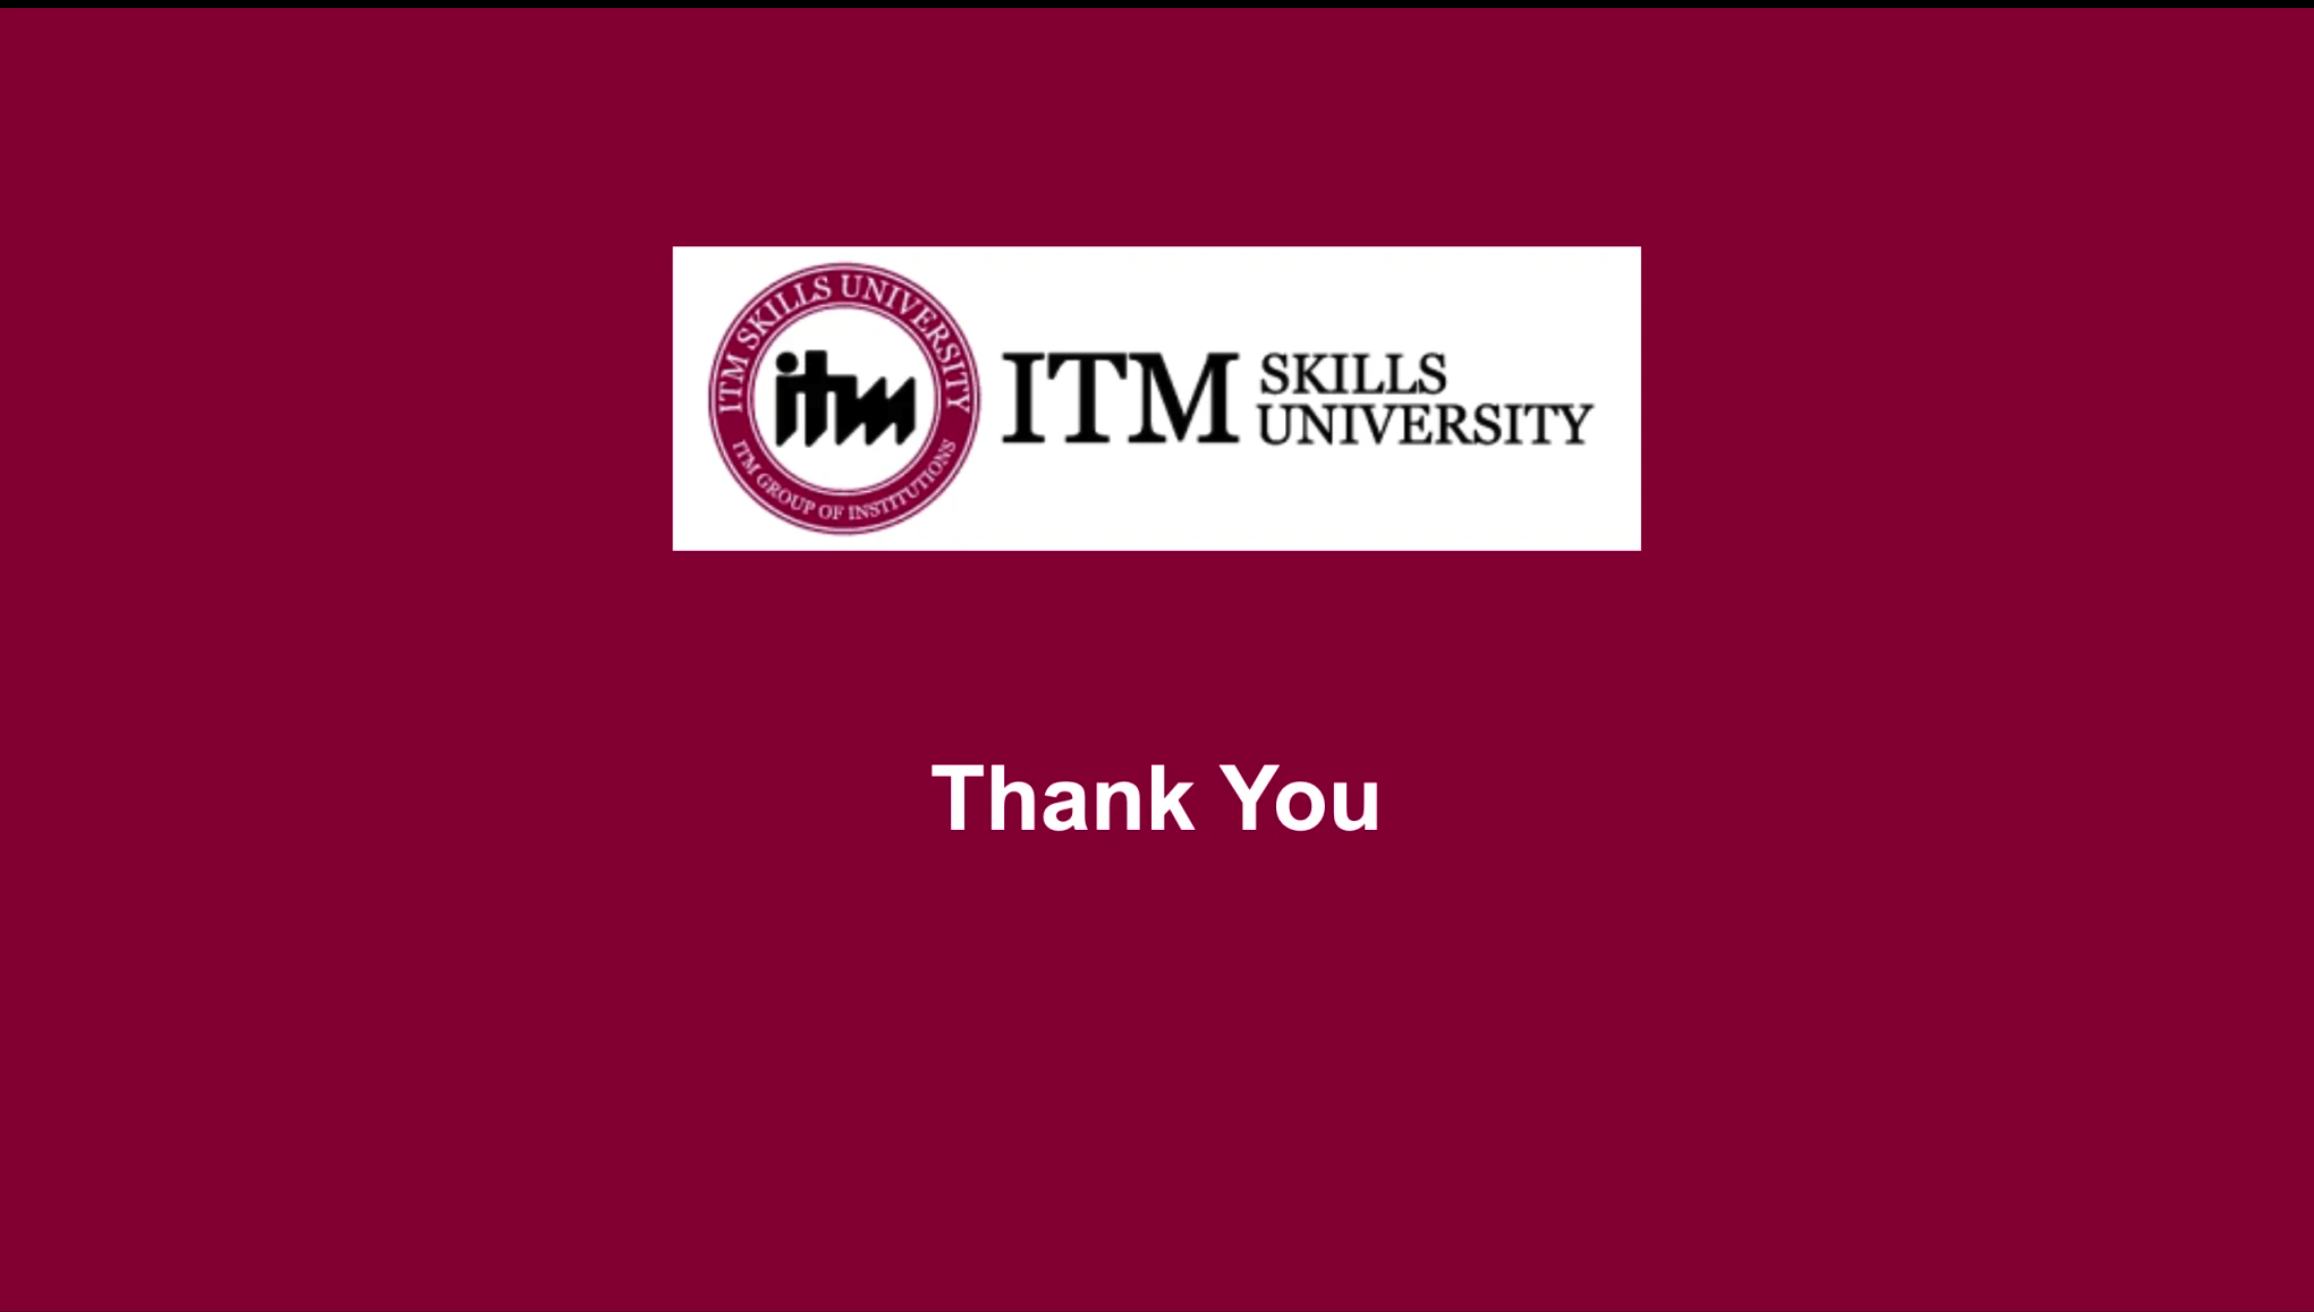 ITM SKILLS UNIVERSITY
itm
ITM GROUP OF INSTITUTIONS
ITM SKILLS
UNIVERSITY
Thank You